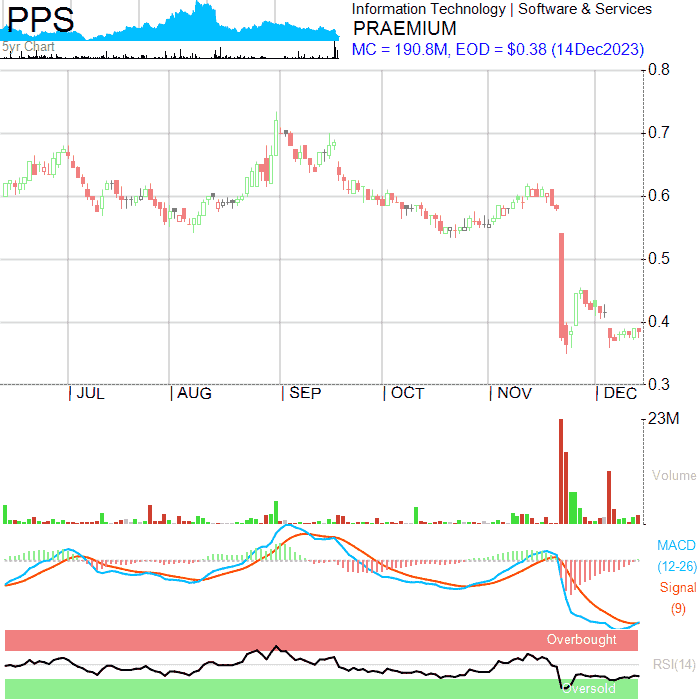 PPS
5yr Chart
Information Technology | Software & Services
PRAEMIUM
MC = 190.8M, EOD = $0.38 (14Dec2023)
0.8
0.7
0.6
0.5
0.4
0.3
| JUL | AUG | SEP | OCT | NOV | DEC
23M
Volume
MACD
(12-26)
Signal
(9)
Overbought
RSI(14)
Oversold